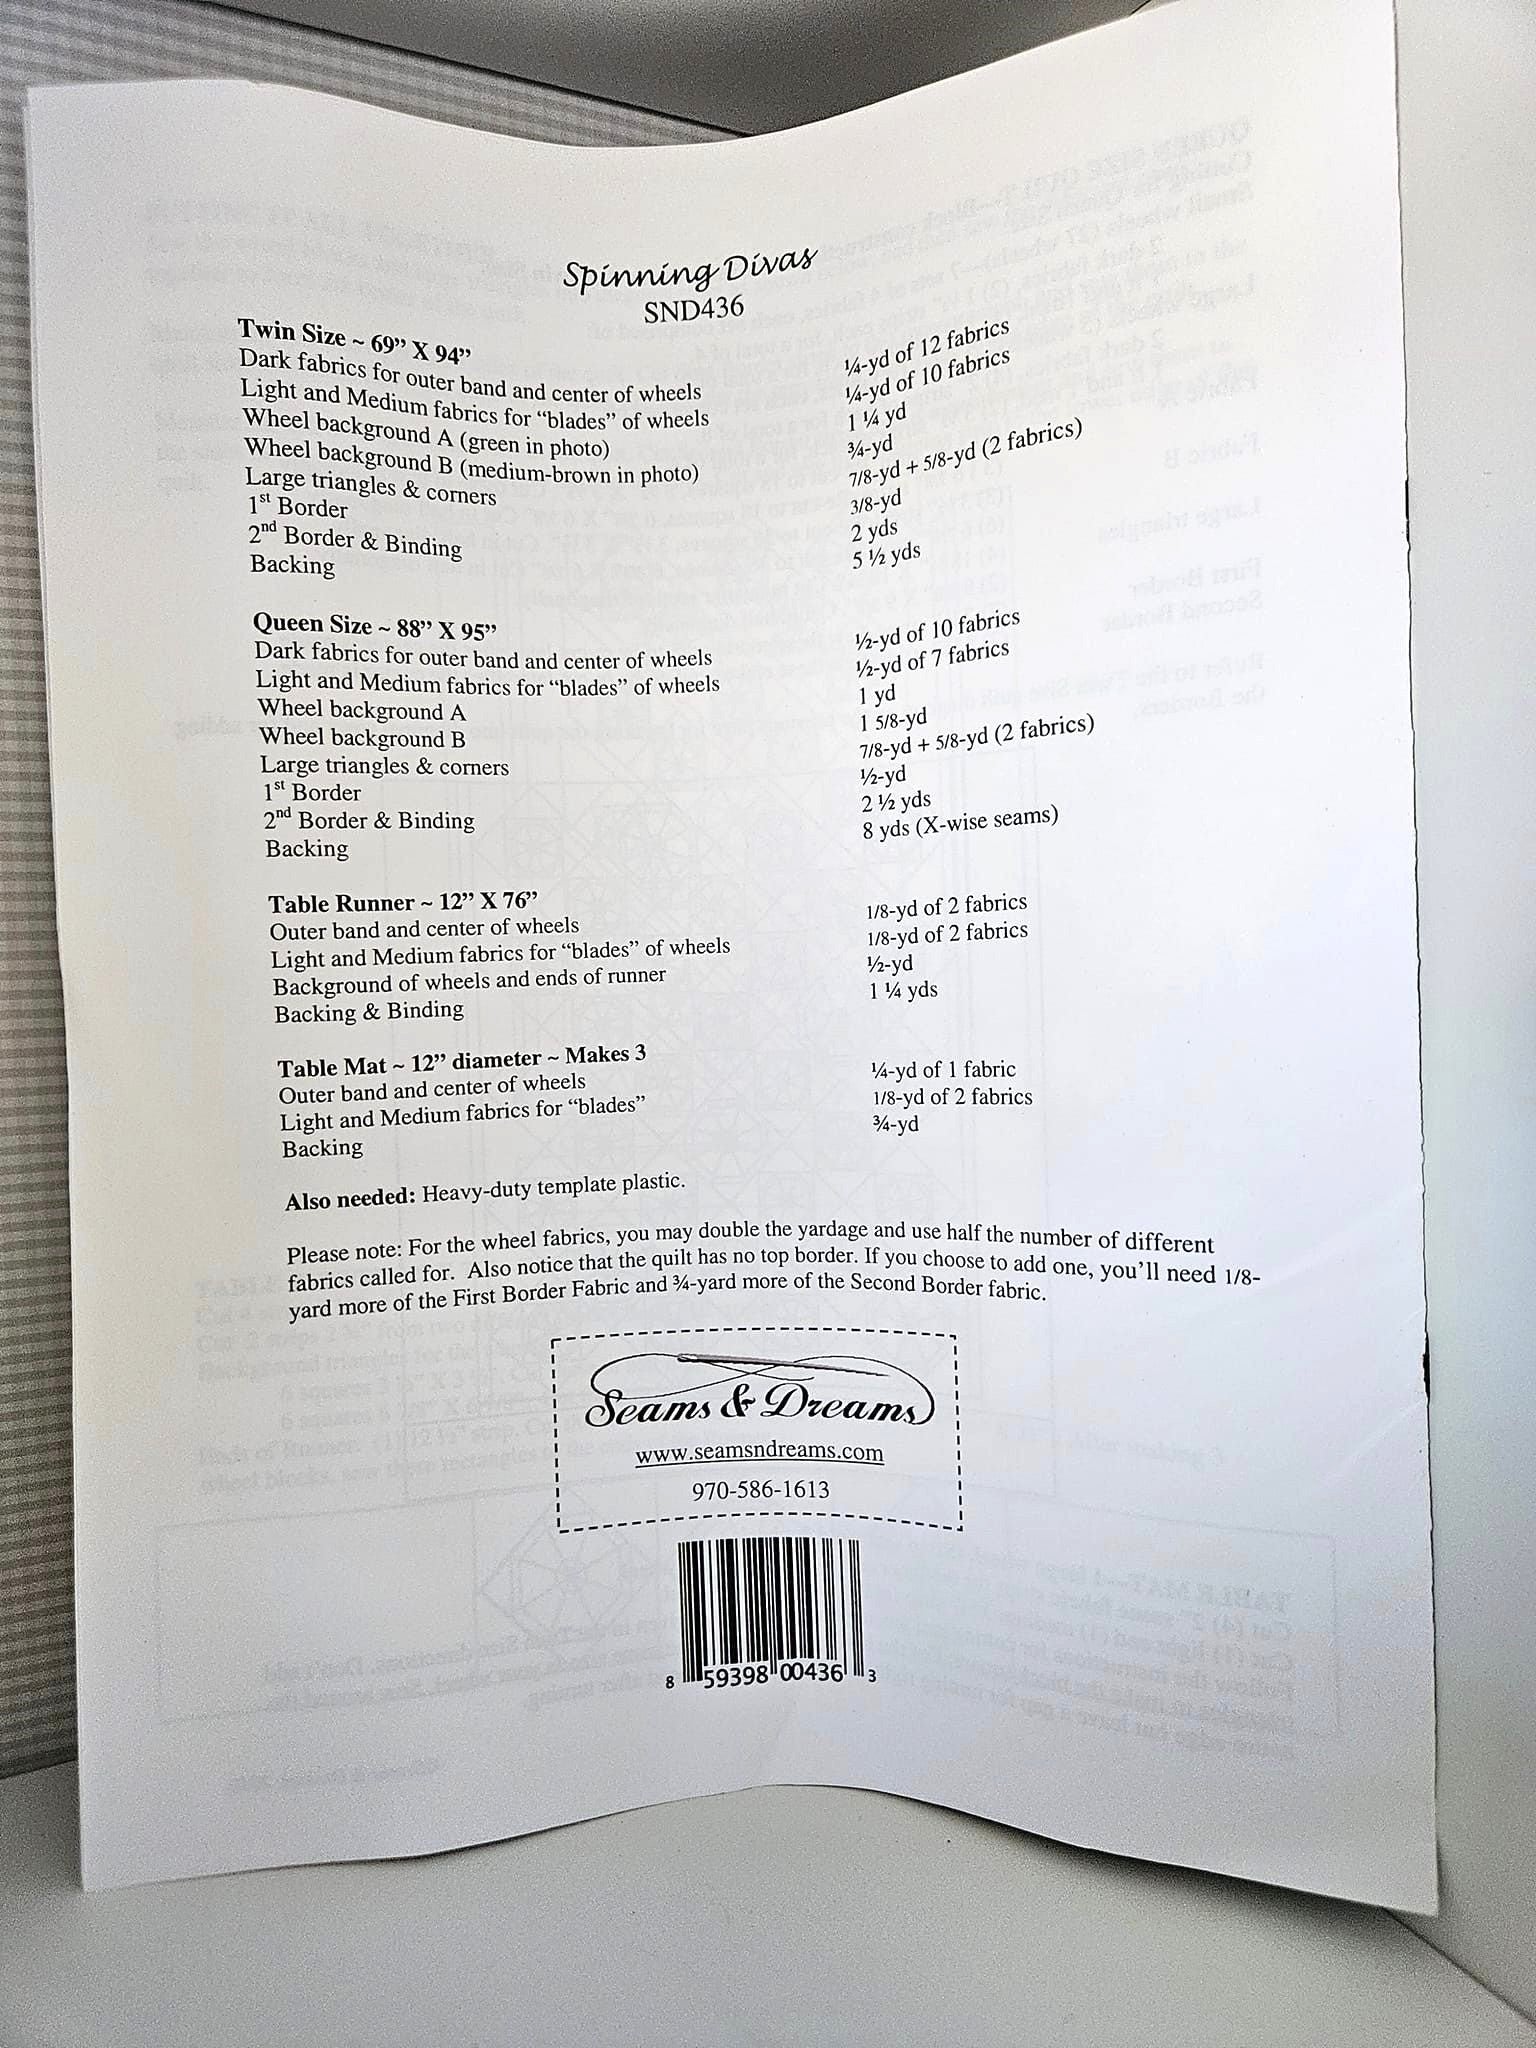 Spinning Divas
SND436
Twin Size ~ 69” X 94”
Dark fabrics for outer band and center of wheels ¼-yd of 12 fabrics
Light and Medium fabrics for “blades” of wheels ¼-yd of 10 fabrics
Wheel background A (green in photo) 1 ¼ yd
Wheel background B (medium-brown in photo) ¾-yd
Large triangles & corners 7/8-yd + 5/8-yd (2 fabrics)
1st Border 3/8-yd
2nd Border & Binding 2 yds
Backing 5 ½ yds
Queen Size ~ 88” X 95”
Dark fabrics for outer band and center of wheels ½-yd of 10 fabrics
Light and Medium fabrics for “blades” of wheels ½-yd of 7 fabrics
Wheel background A 1 yd
Wheel background B 1 5/8-yd
Large triangles & corners 7/8-yd + 5/8-yd (2 fabrics)
1st Border ½-yd
2nd Border & Binding 2 ½ yds
Backing 8 yds (X-wise seams)
Table Runner ~ 12” X 76”
Outer band and center of wheels 1/8-yd of 2 fabrics
Light and Medium fabrics for “blades” of wheels 1/8-yd of 2 fabrics
Background of wheels and ends of runner ½-yd
Backing & Binding 1 ¼ yds
Table Mat ~ 12” diameter ~ Makes 3
Outer band and center of wheels ¼-yd of 1 fabric
Light and Medium fabrics for “blades” 1/8-yd of 2 fabrics
Backing ¾-yd
Also needed: Heavy-duty template plastic.
Please note: For the wheel fabrics, you may double the yardage and use half the number of different
fabrics called for. Also notice that the quilt has no top border. If you choose to add one, you’ll need 1/8-
yard more of the First Border Fabric and ¾-yard more of the Second Border fabric.
Seams & Dreams
www.seamsndreams.com
970-586-1613
8 59398 00436 3